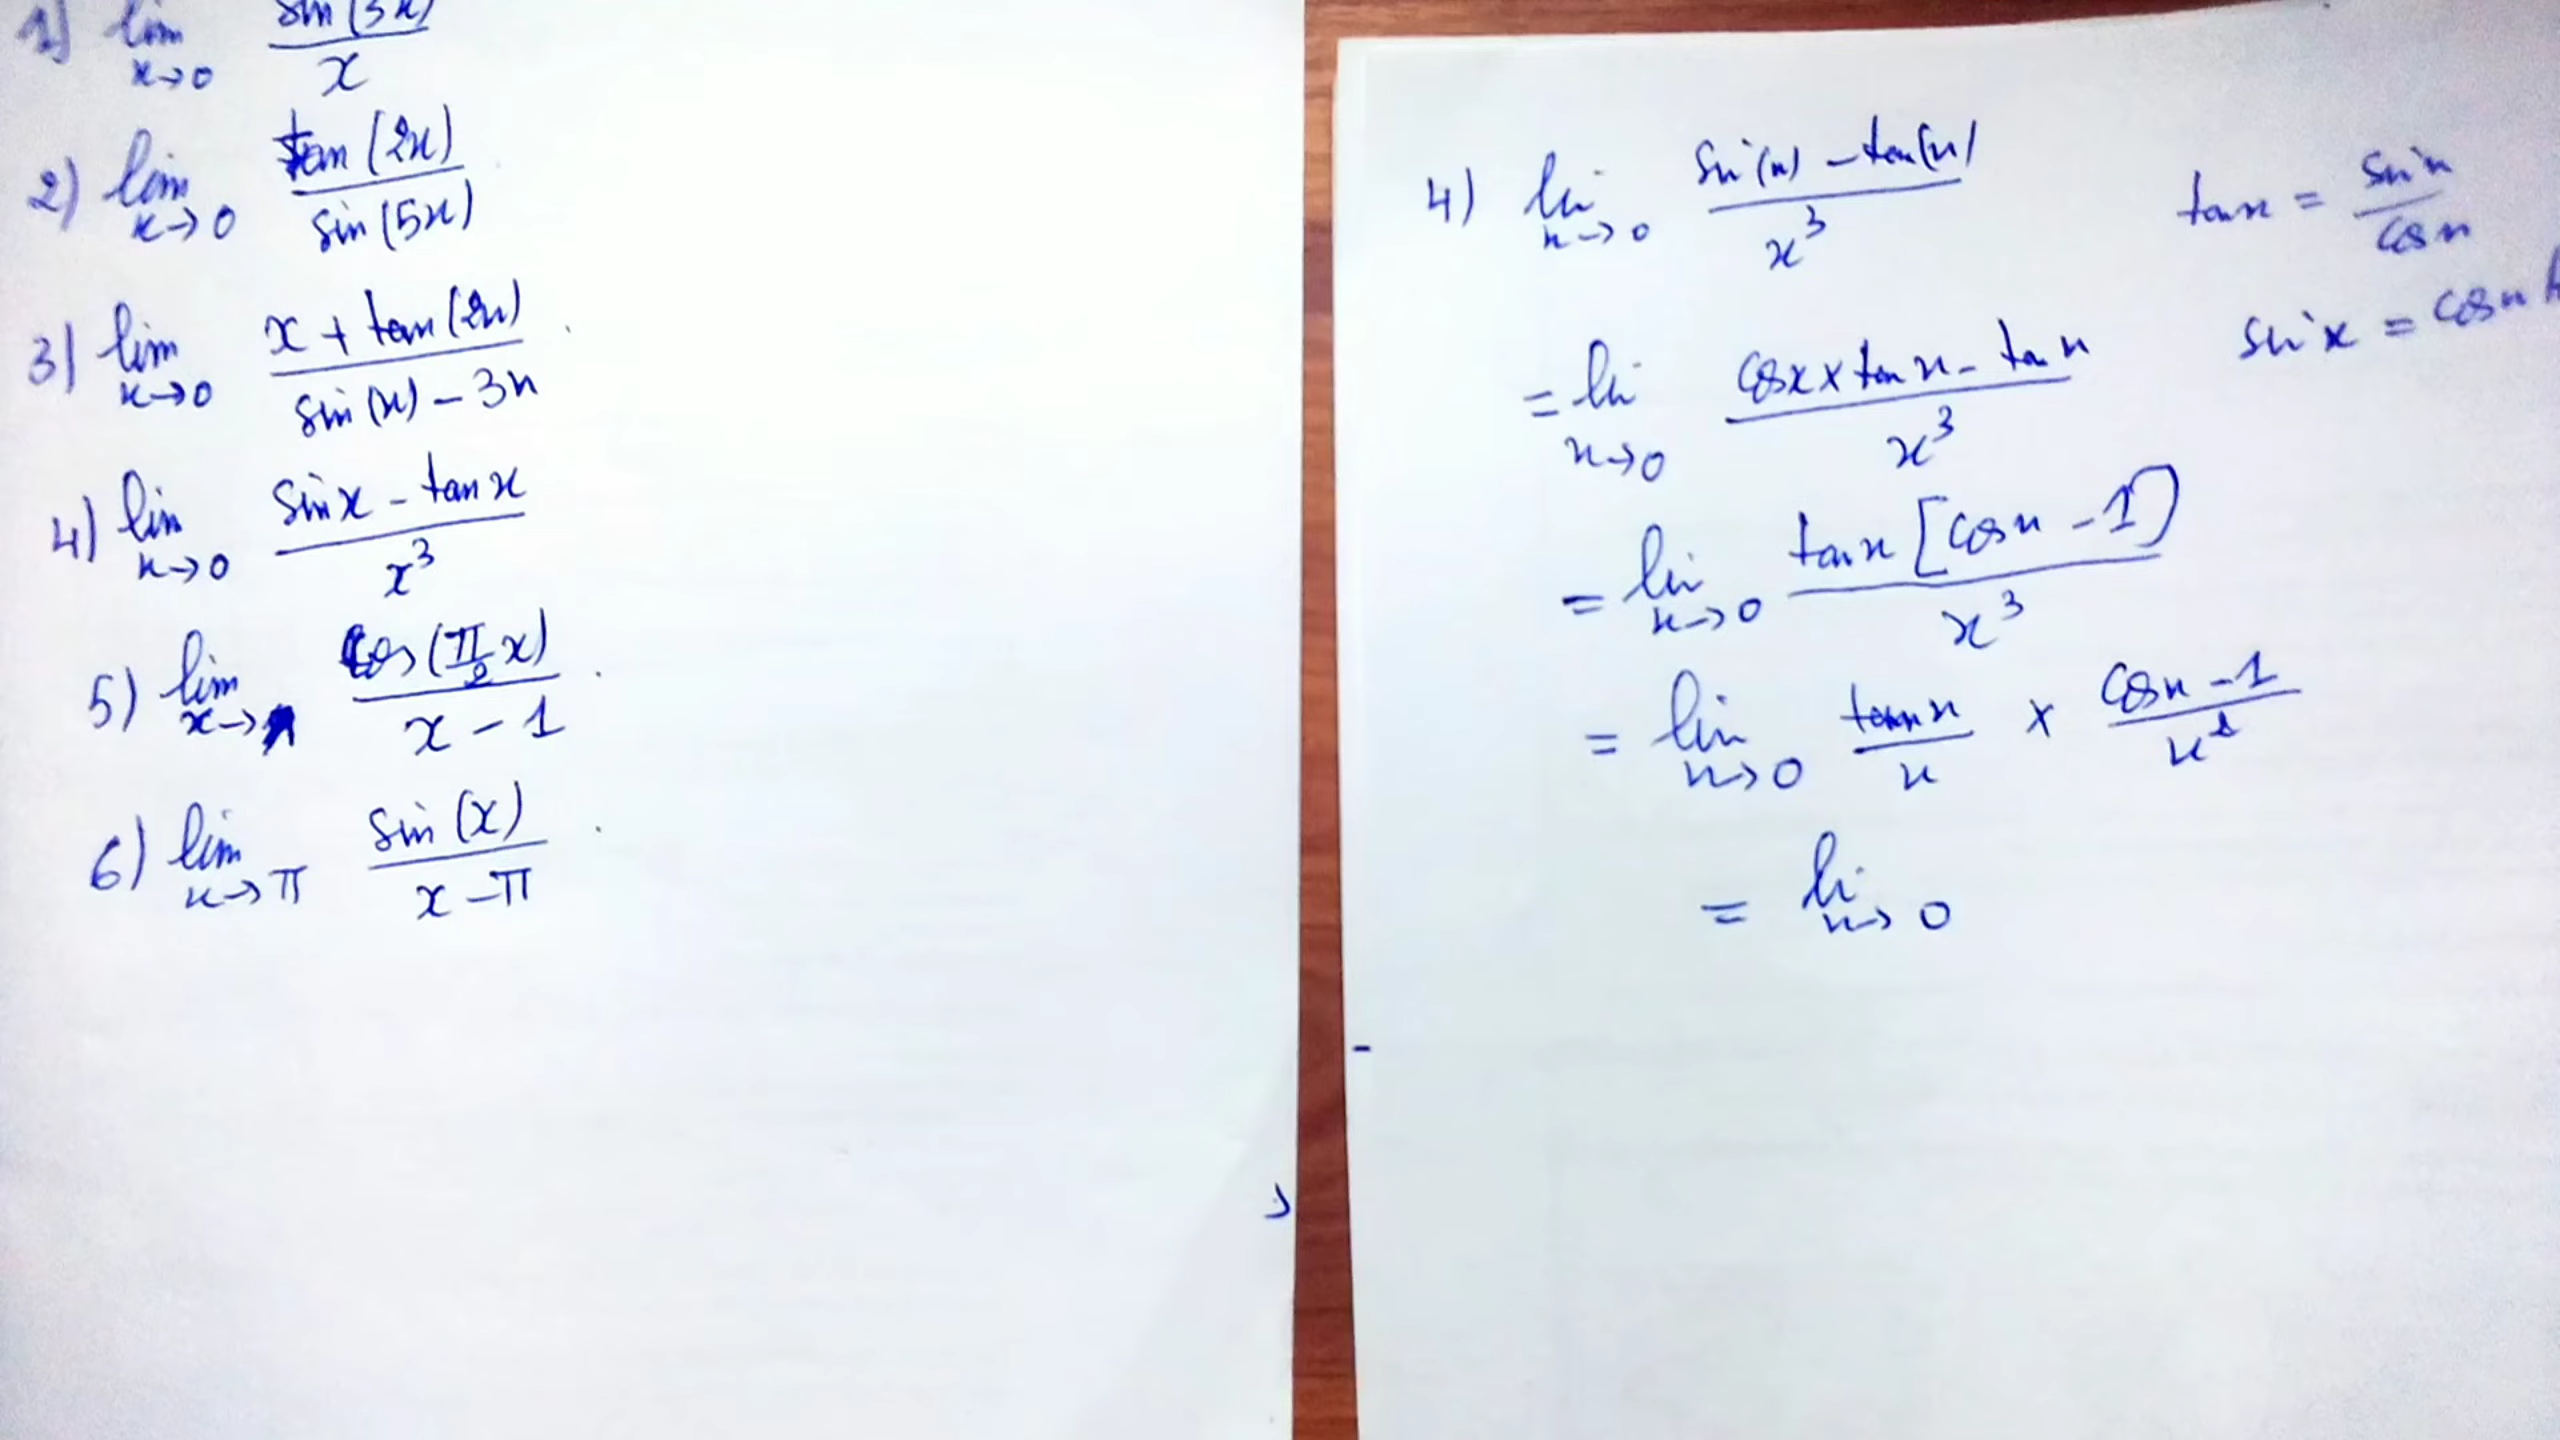 1) lim x→0 sin(3x)/x
2) lim x→0 tan(2x)/sin(5x)
3) lim x→0 (x + tan(2x))/(sin(x) - 3x)
4) lim x→0 (sin x - tan x)/x³
5) lim x→1 cos(π/2 x)/(x - 1)
6) lim x→π sin(x)/(x - π)
4) lim x→0 (sin(x) - tan(x))/x³
tan x = sin x/cos x
sin x = cos x
= lim x→0 (cos x × tan x - tan x)/x³
= lim x→0 tan x [cos x - 1]/x³
= lim x→0 tan x/x × (cos x - 1)/x²
= lim x→0